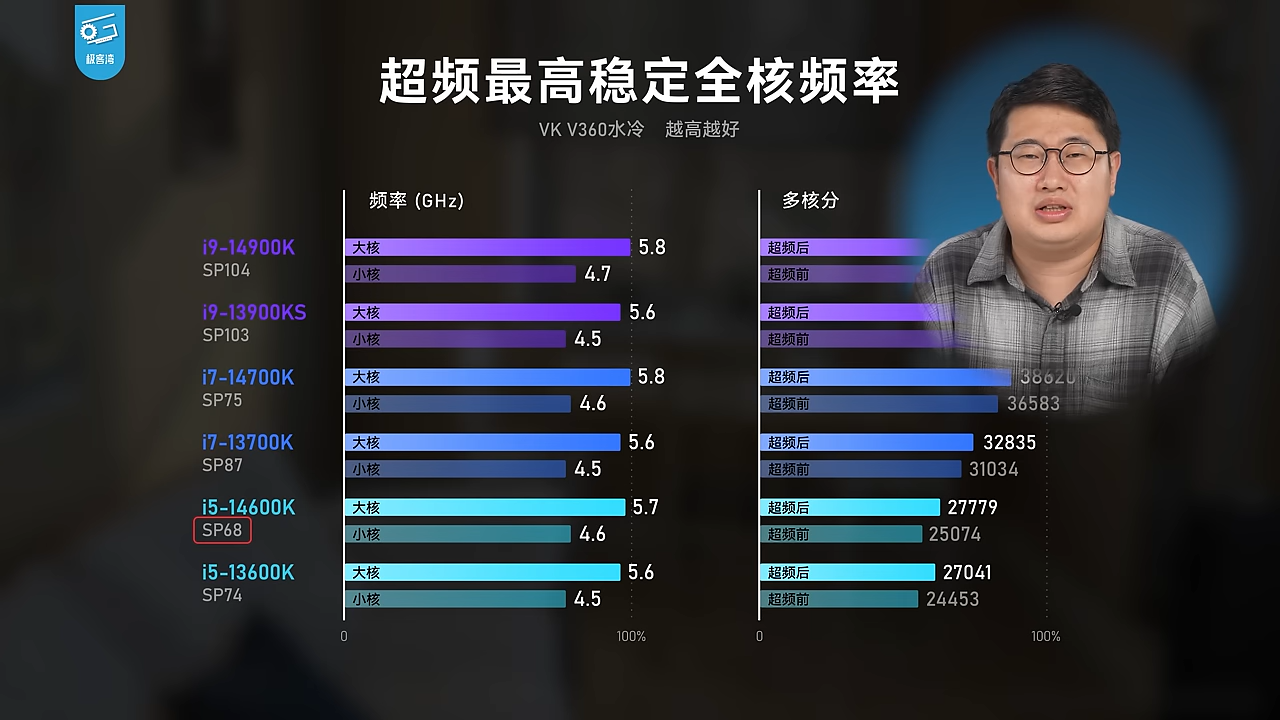 极客湾
超频最高稳定全核频率
VK V360水冷 越高越好
频率 (GHz)
多核分
i9-14900K
SP104
大核
5.8
小核
4.7
超频后
超频前
i9-13900KS
SP103
大核
5.6
小核
4.5
超频后
超频前
i7-14700K
SP75
大核
5.8
小核
4.6
超频后
38620
超频前
36583
i7-13700K
SP87
大核
5.6
小核
4.5
超频后
32835
超频前
31034
i5-14600K
SP68
大核
5.7
小核
4.6
超频后
27779
超频前
25074
i5-13600K
SP74
大核
5.6
小核
4.5
超频后
27041
超频前
24453
0
100%
0
100%